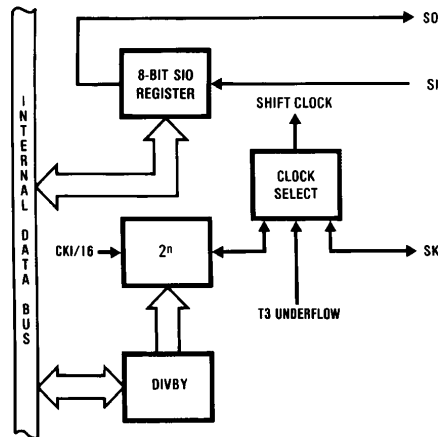 SO
8-BIT SIO
REGISTER
SI
SHIFT CLOCK
INTERNAL DATA BUS
CLOCK
SELECT
CKI/16
2ⁿ
SK
T3 UNDERFLOW
DIVBY